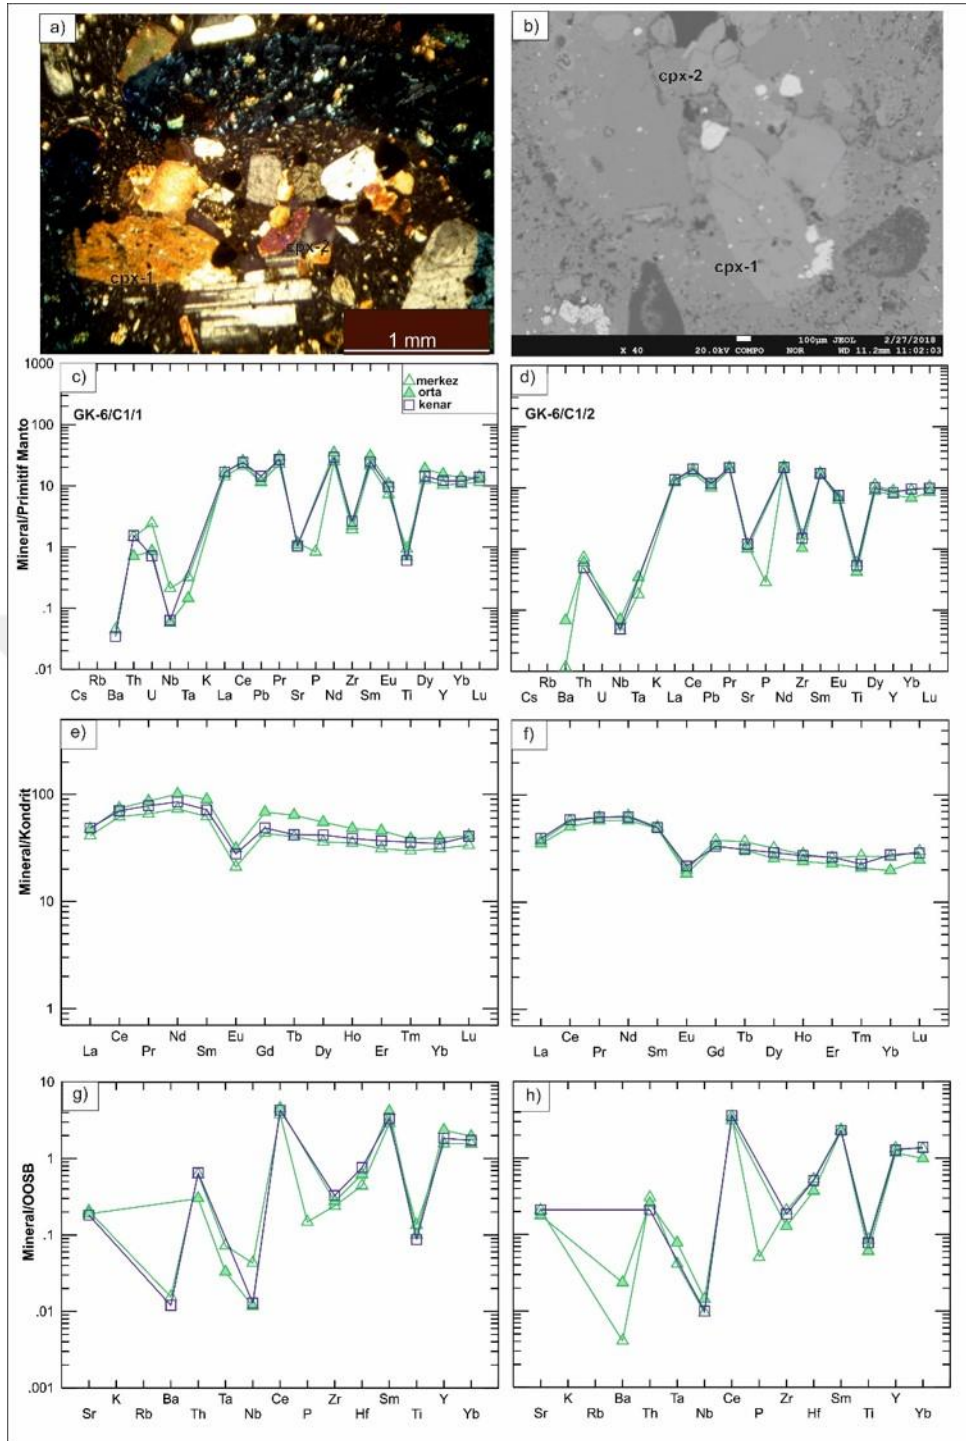 a)
cpx-1
cpx-2
1 mm
b)
cpx-2
cpx-1
100µm JEOL 2/27/2018
X 40 20.0kV COMPO NOR WD 11.2mm 11:02:03
Mineral/Primitif Manto
1000
100
10
1
.1
.01
c)
GK-6/C1/1
merkez
orta
kenar
Rb Th Nb K Ce Pr P Zr Eu Dy Yb
Cs Ba U Ta La Pb Sr Nd Sm Ti Y Lu
d)
GK-6/C1/2
Rb Th Nb K Ce Pr P Zr Eu Dy Yb
Cs Ba U Ta La Pb Sr Nd Sm Ti Y Lu
Mineral/Kondrit
100
10
1
e)
Ce Nd Eu Tb Ho Tm Lu
La Pr Sm Gd Dy Er Yb
f)
Ce Nd Eu Tb Ho Tm Lu
La Pr Sm Gd Dy Er Yb
Mineral/OOSB
10
1
.1
.01
.001
g)
K Ba Ta Ce Zr Sm Y
Sr Rb Th Nb P Hf Ti Yb
h)
K Ba Ta Ce Zr Sm Y
Sr Rb Th Nb P Hf Ti Yb